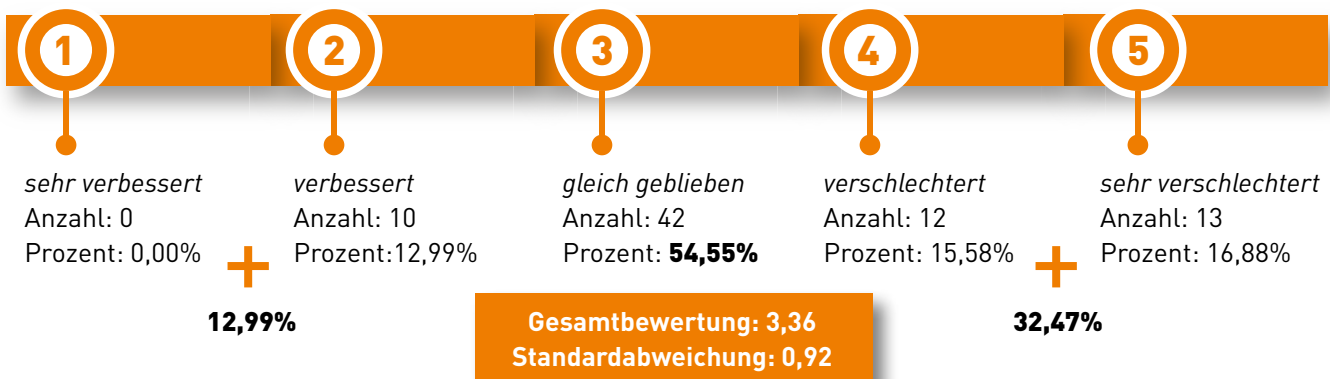 1 2 3 4 5
sehr verbessert
Anzahl: 0
Prozent: 0,00%
verbessert
Anzahl: 10
Prozent:12,99%
gleich geblieben
Anzahl: 42
Prozent: 54,55%
verschlechtert
Anzahl: 12
Prozent: 15,58%
sehr verschlechtert
Anzahl: 13
Prozent: 16,88%
+
12,99%
+
32,47%
Gesamtbewertung: 3,36
Standardabweichung: 0,92